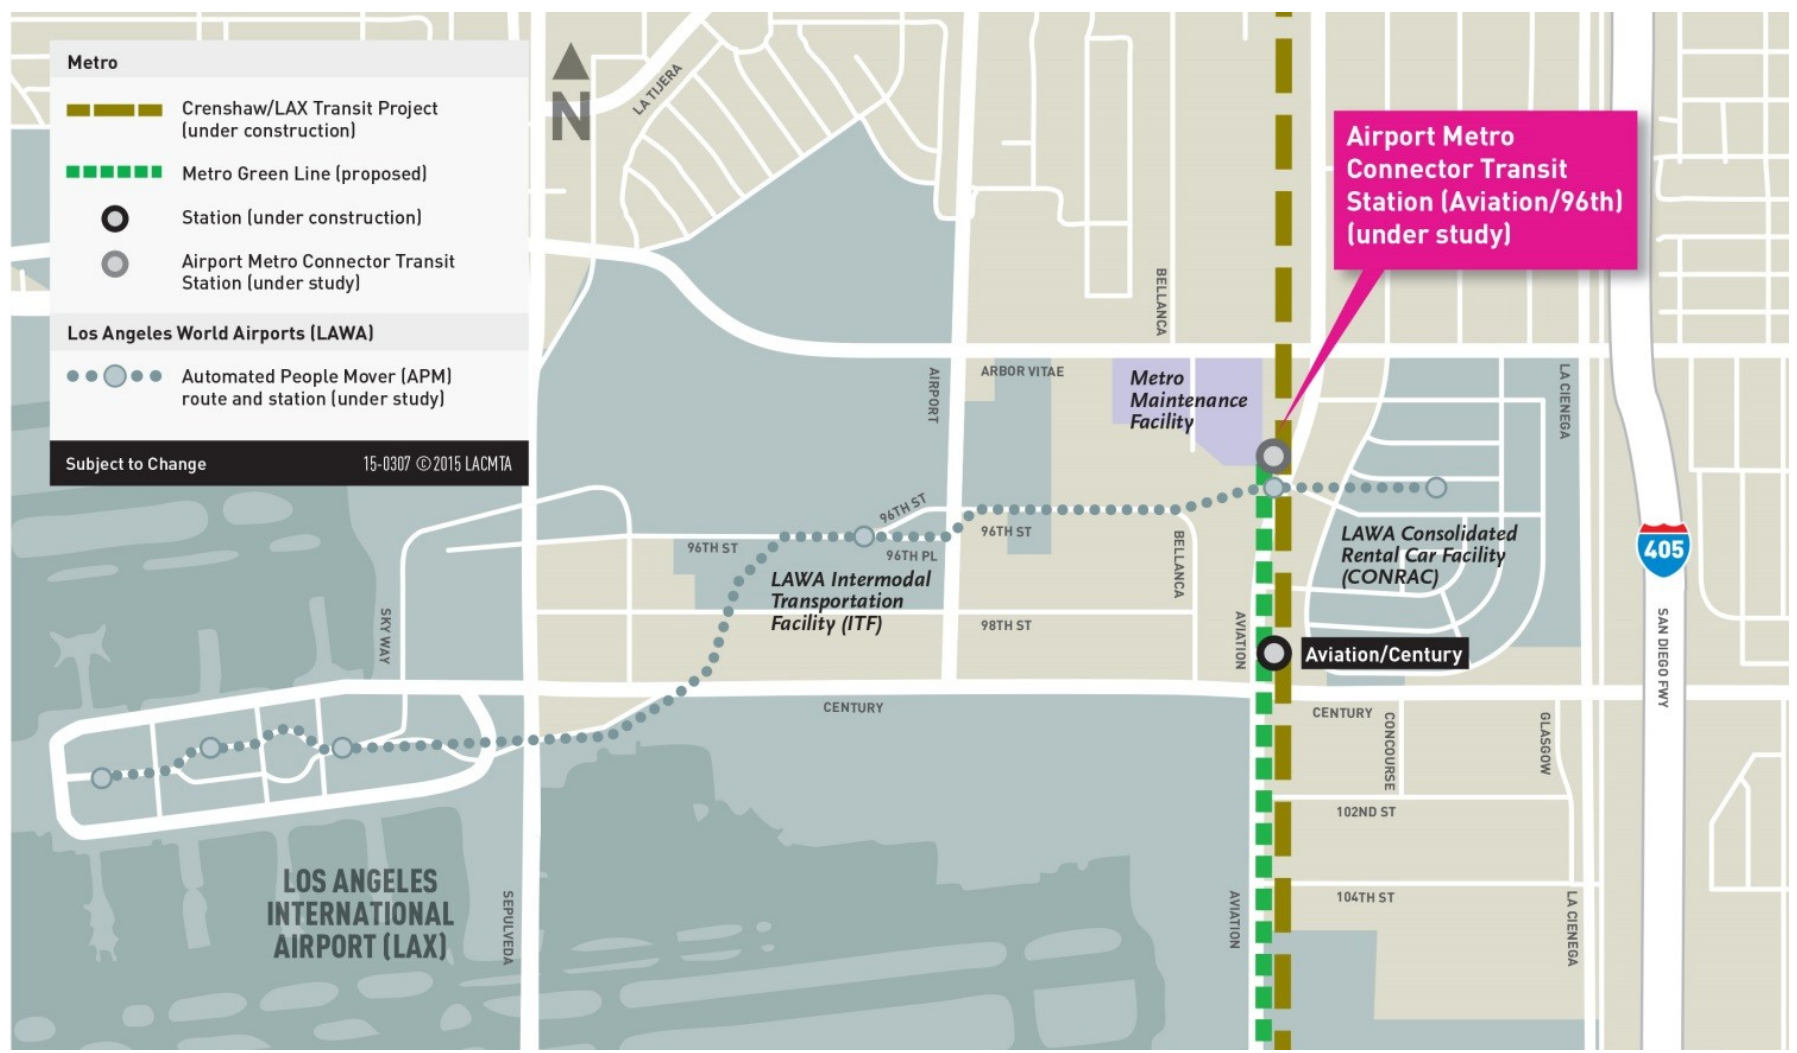 Metro
Crenshaw/LAX Transit Project
(under construction)
Metro Green Line (proposed)
Station (under construction)
Airport Metro Connector Transit
Station (under study)
Los Angeles World Airports (LAWA)
Automated People Mover (APM)
route and station (under study)
Subject to Change
15-0307 ©2015 LACMTA
N
LA TIJERA
Airport Metro
Connector Transit
Station (Aviation/96th)
(under study)
BELLANCA
AIRPORT
ARBOR VITAE
Metro
Maintenance
Facility
LA CIENEGA
96TH ST
96TH ST
96TH ST
96TH PL
BELLANCA
LAWA Consolidated
Rental Car Facility
(CONRAC)
405
LAWA Intermodal
Transportation
Facility (ITF)
SKY WAY
98TH ST
AVIATION
Aviation/Century
SAN DIEGO FWY
CENTURY
CENTURY
CONCOURSE
GLASGOW
102ND ST
LOS ANGELES
INTERNATIONAL
AIRPORT (LAX)
SEPULVEDA
AVIATION
104TH ST
LA CIENEGA